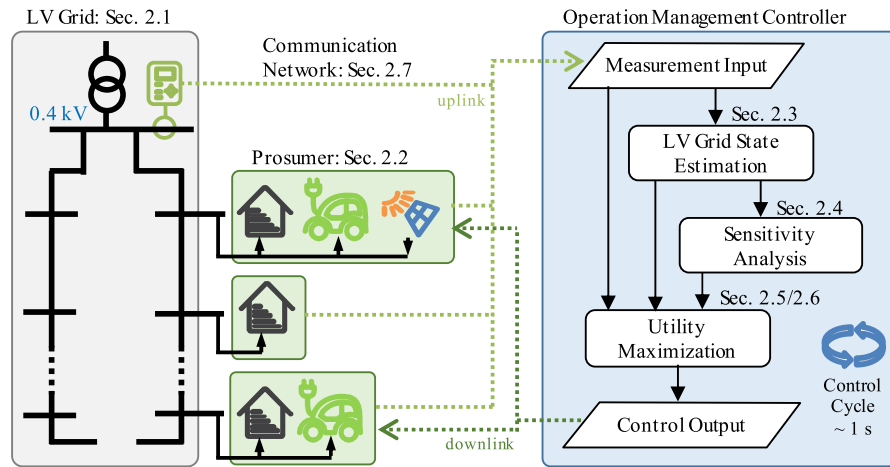 LV Grid: Sec. 2.1
Communication
Network: Sec. 2.7
0.4 kV
uplink
Prosumer: Sec. 2.2
downlink
Operation Management Controller
Measurement Input
Sec. 2.3
LV Grid State
Estimation
Sec. 2.4
Sensitivity
Analysis
Sec. 2.5/2.6
Utility
Maximization
Control
Cycle
~ 1 s
Control Output